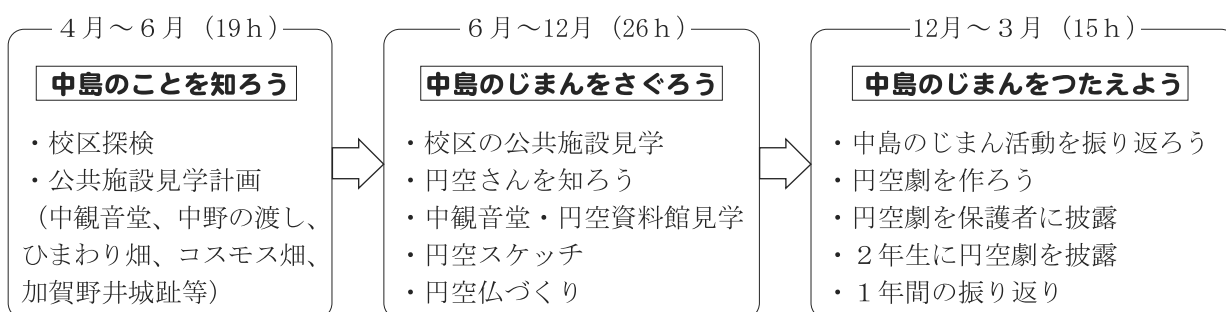 4月～6月（19ｈ）
中島のことを知ろう
・校区探検
・公共施設見学計画
（中観音堂、中野の渡し、
ひまわり畑、コスモス畑、
加賀野井城趾等）
6月～12月（26ｈ）
中島のじまんをさぐろう
・校区の公共施設見学
・円空さんを知ろう
・中観音堂・円空資料館見学
・円空スケッチ
・円空仏づくり
12月～3月（15ｈ）
中島のじまんをつたえよう
・中島のじまん活動を振り返ろう
・円空劇を作ろう
・円空劇を保護者に披露
・２年生に円空劇を披露
・１年間の振り返り